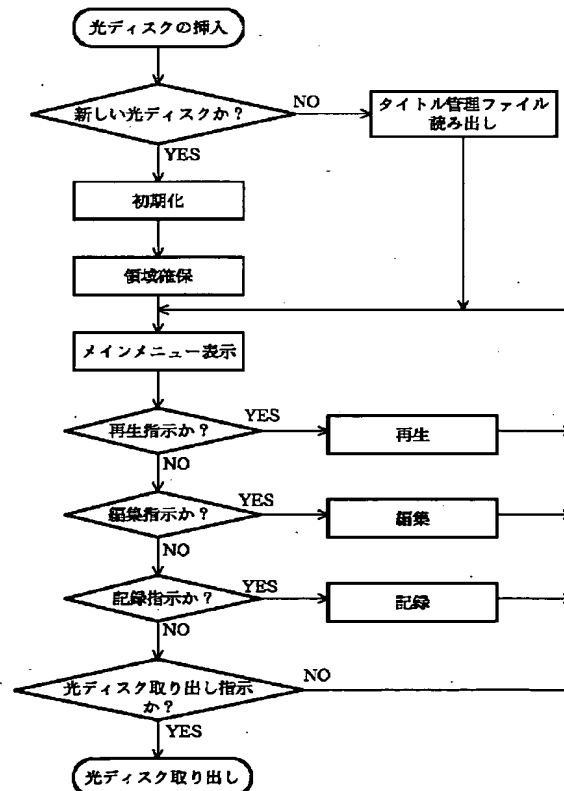 光ディスクの挿入
新しい光ディスクか？
NO
タイトル管理ファイル
読み出し
YES
初期化
領域確保
メインメニュー表示
再生指示か？
YES
再生
NO
編集指示か？
YES
編集
NO
記録指示か？
YES
記録
NO
光ディスク取り出し指示
か？
NO
YES
光ディスク取り出し